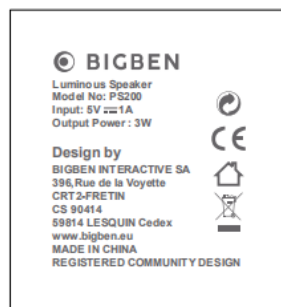 BIGBEN
Luminous Speaker
Model No: PS200
Input: 5V ⎓ 1A
Output Power : 3W
Design by
BIGBEN INTERACTIVE SA
396,Rue de la Voyette
CRT2-FRETIN
CS 90414
59814 LESQUIN Cedex
www.bigben.eu
MADE IN CHINA
REGISTERED COMMUNITY DESIGN
CE